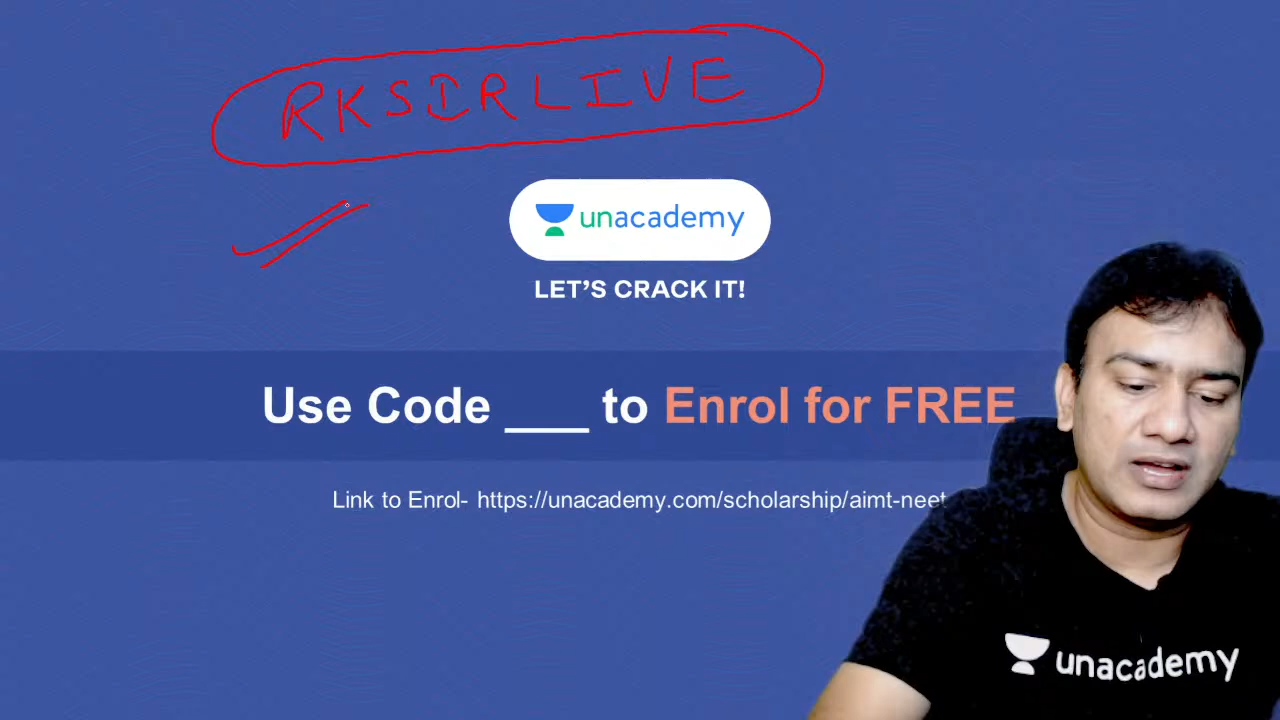 RKSIRLIVE
unacademy
LET'S CRACK IT!
Use Code ___ to Enrol for FREE
Link to Enrol- https://unacademy.com/scholarship/aimt-neet
unacademy